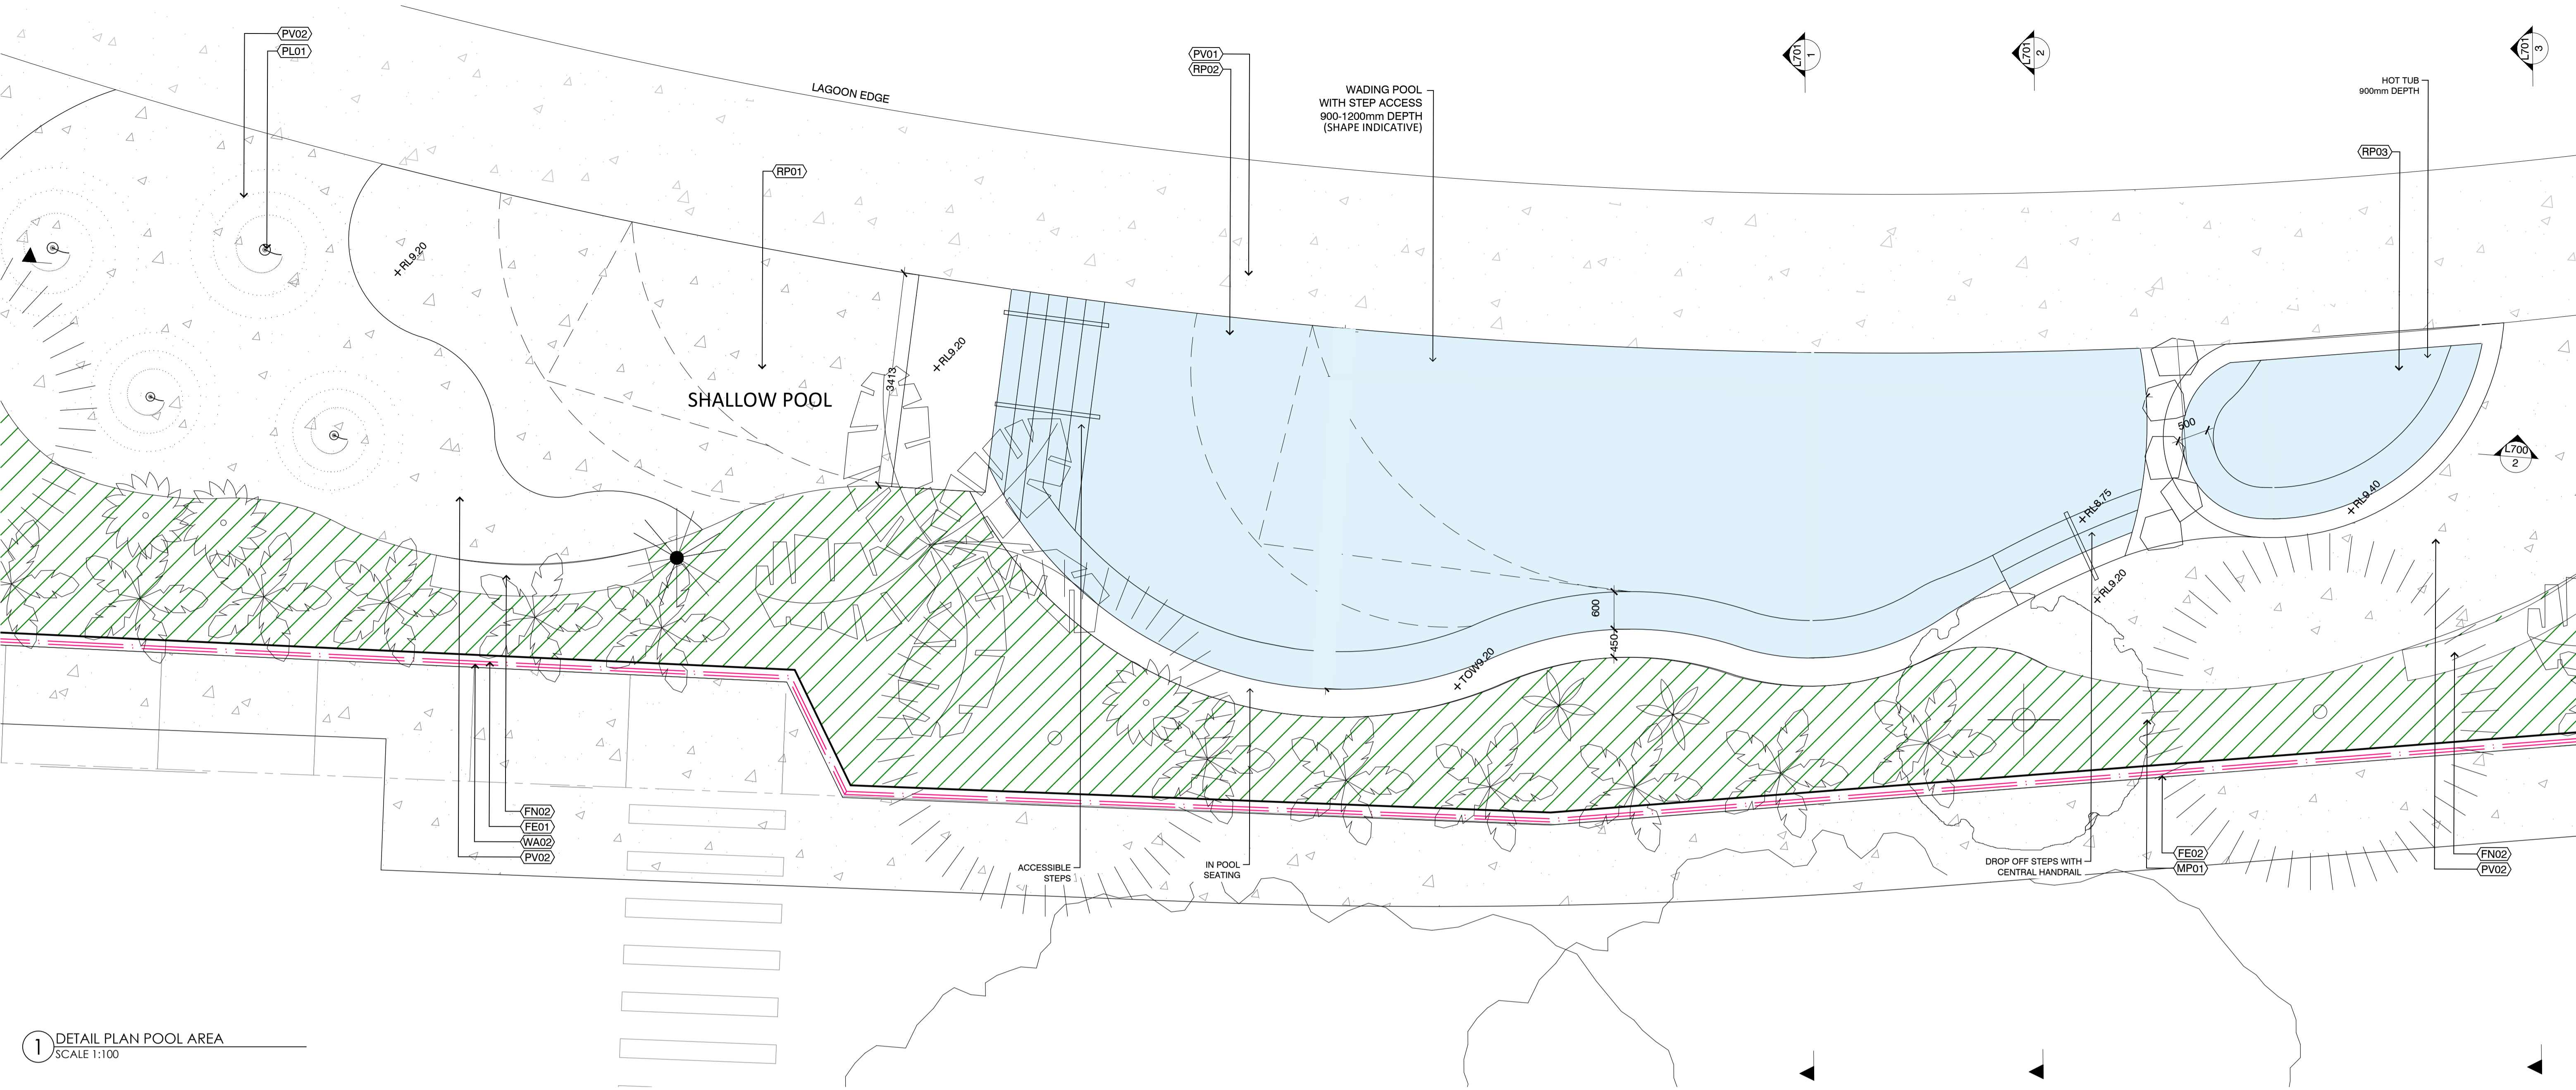 PV02
PL01
LAGOON EDGE
PV01
RP02
WADING POOL
WITH STEP ACCESS
900-1200mm DEPTH
(SHAPE INDICATIVE)
L701
1
L701
2
L701
3
HOT TUB
900mm DEPTH
RP03
RP01
+RL9.20
+RL9.20
3413
SHALLOW POOL
500
L700
2
+RL8.75
+RL9.40
+RL9.20
600
450
+TOW9.20
FN02
FE01
WA02
PV02
ACCESSIBLE
STEPS
IN POOL
SEATING
DROP OFF STEPS WITH
CENTRAL HANDRAIL
FE02
MP01
FN02
PV02
1
DETAIL PLAN POOL AREA
SCALE 1:100